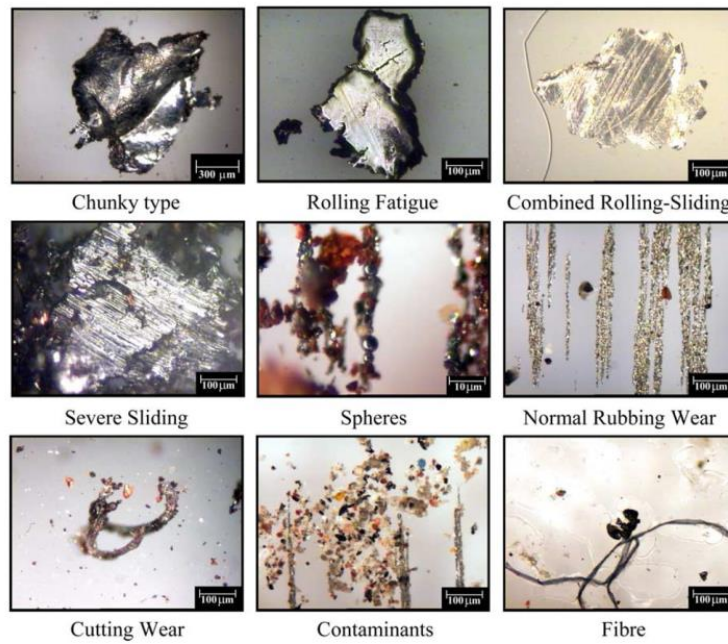 300 μm
100 μm
100 μm
Chunky type
Rolling Fatigue
Combined Rolling-Sliding
100 μm
10 μm
100 μm
Severe Sliding
Spheres
Normal Rubbing Wear
100 μm
100 μm
100 μm
Cutting Wear
Contaminants
Fibre